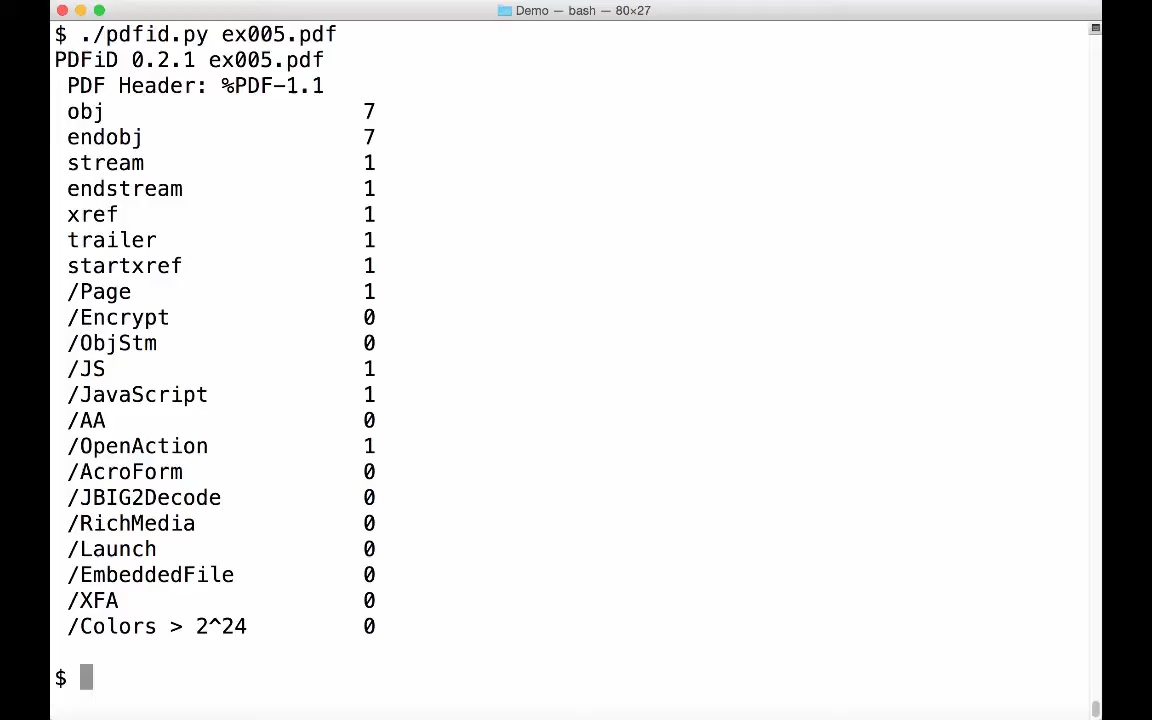 Demo — bash — 80×27
$ ./pdfid.py ex005.pdf
PDFiD 0.2.1 ex005.pdf
PDF Header: %PDF-1.1
obj 7
endobj 7
stream 1
endstream 1
xref 1
trailer 1
startxref 1
/Page 1
/Encrypt 0
/ObjStm 0
/JS 1
/JavaScript 1
/AA 0
/OpenAction 1
/AcroForm 0
/JBIG2Decode 0
/RichMedia 0
/Launch 0
/EmbeddedFile 0
/XFA 0
/Colors > 2^24 0
$